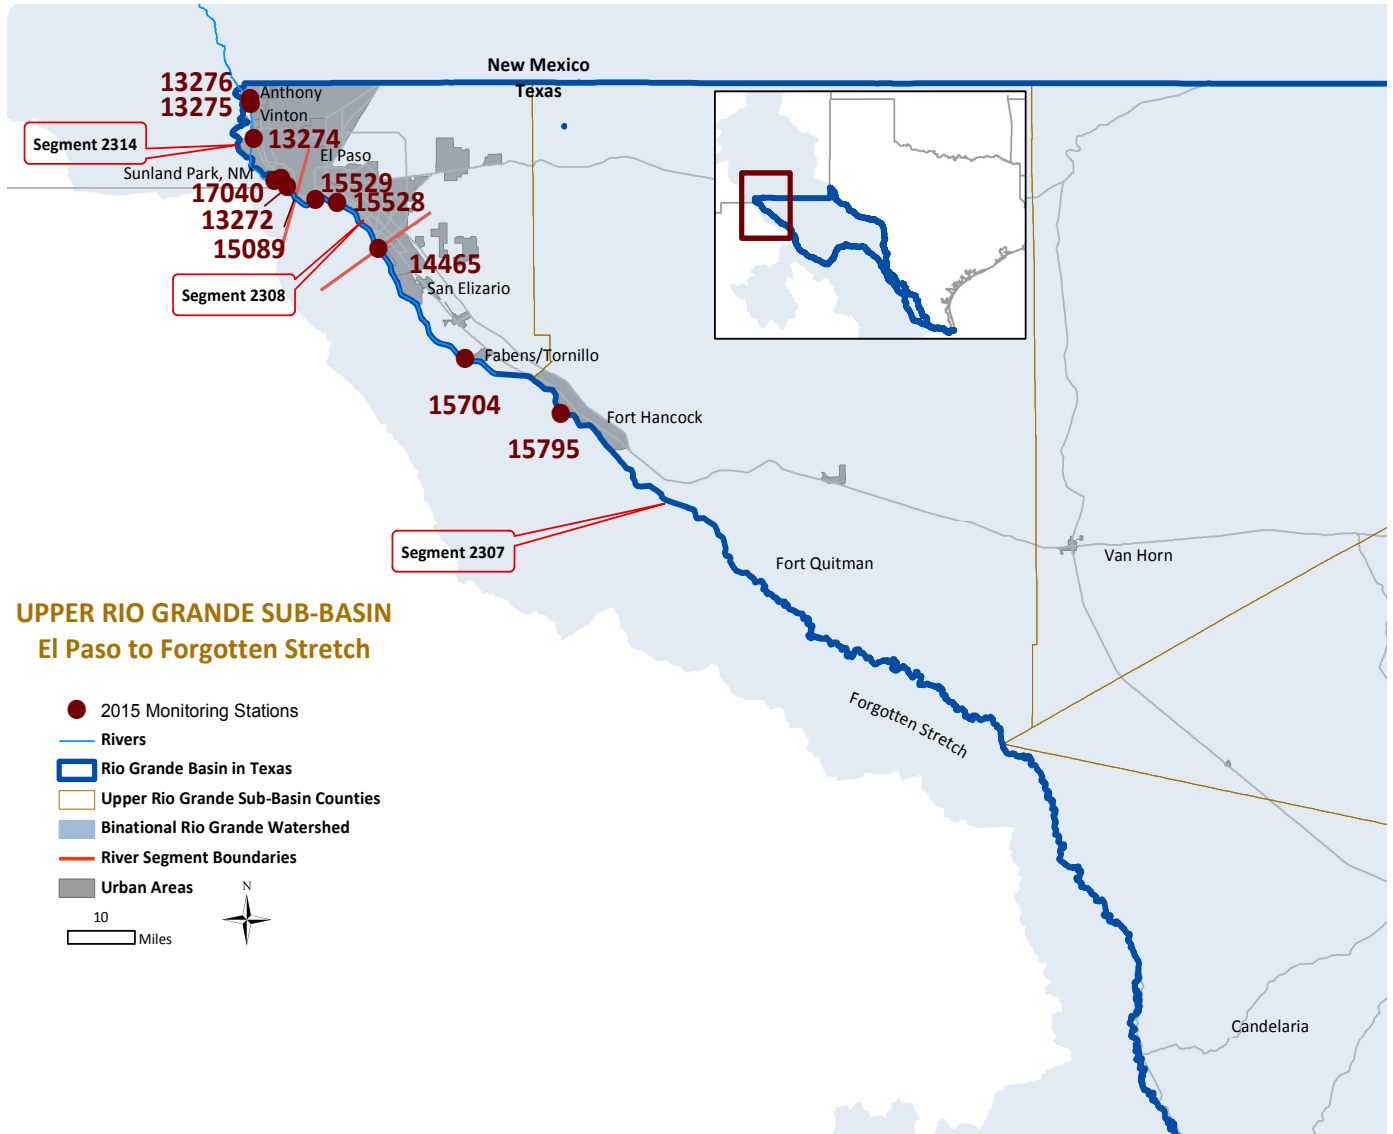 New Mexico
Texas
13276
Anthony
13275
Vinton
13274
Segment 2314
El Paso
Sunland Park, NM
15529
17040
15528
13272
15089
14465
Segment 2308
San Elizario
Fabens/Tornillo
15704
Fort Hancock
15795
Segment 2307
Van Horn
Fort Quitman
UPPER RIO GRANDE SUB-BASIN
El Paso to Forgotten Stretch
Forgotten Stretch
2015 Monitoring Stations
Rivers
Rio Grande Basin in Texas
Upper Rio Grande Sub-Basin Counties
Binational Rio Grande Watershed
River Segment Boundaries
Urban Areas
N
10
Miles
Candelaria